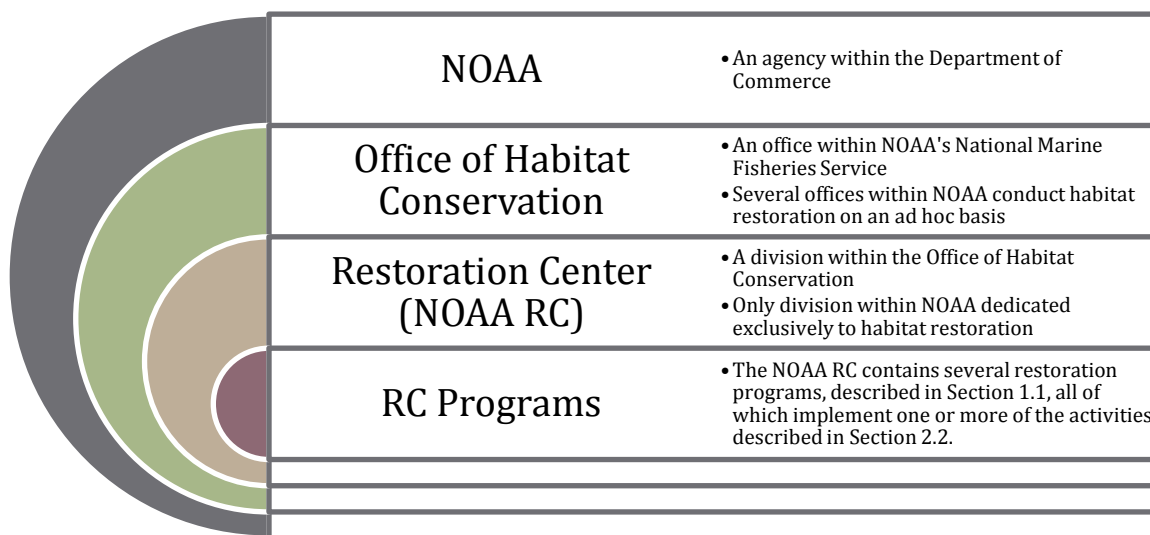 NOAA
• An agency within the Department of
Commerce
Office of Habitat
Conservation
• An office within NOAA's National Marine
Fisheries Service
• Several offices within NOAA conduct habitat
restoration on an ad hoc basis
Restoration Center
(NOAA RC)
• A division within the Office of Habitat
Conservation
• Only division within NOAA dedicated
exclusively to habitat restoration
RC Programs
• The NOAA RC contains several restoration
programs, described in Section 1.1, all of
which implement one or more of the activities
described in Section 2.2.